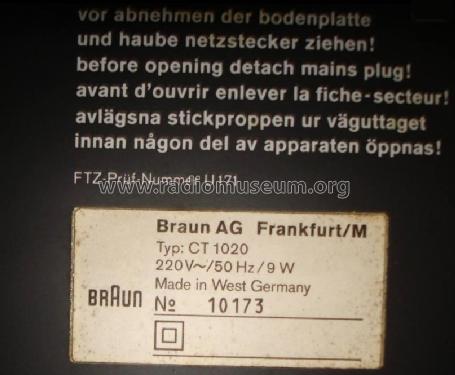 vor abnehmen der bodenplatte
und haube netzstecker ziehen!
before opening detach mains plug!
avant d'ouvrir enlever la fiche-secteur!
avlägsna stickproppen ur väguttaget
innan någon del av apparaten öppnas!
FTZ-Prüf-Nummer U 171
www.radiomuseum.org
Braun AG Frankfurt/M
Typ: CT 1020
220V~/50 Hz/9 W
Made in West Germany
BRAUN
№ 10173